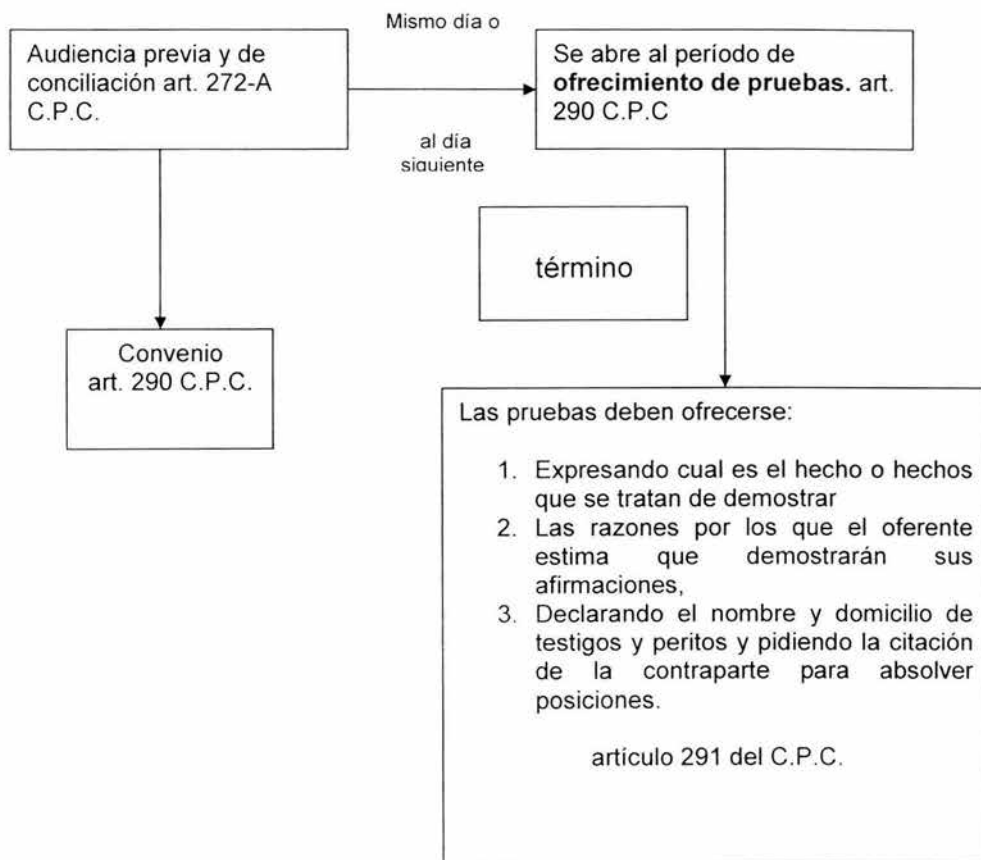 Mismo día o
Audiencia previa y de
conciliación art. 272-A
C.P.C.
Se abre al período de
ofrecimiento de pruebas. art.
290 C.P.C
al día
siguiente
término
Convenio
art. 290 C.P.C.
Las pruebas deben ofrecerse:
1. Expresando cual es el hecho o hechos
que se tratan de demostrar
2. Las razones por los que el oferente
estima que demostrarán sus
afirmaciones,
3. Declarando el nombre y domicilio de
testigos y peritos y pidiendo la citación
de la contraparte para absolver
posiciones.
artículo 291 del C.P.C.